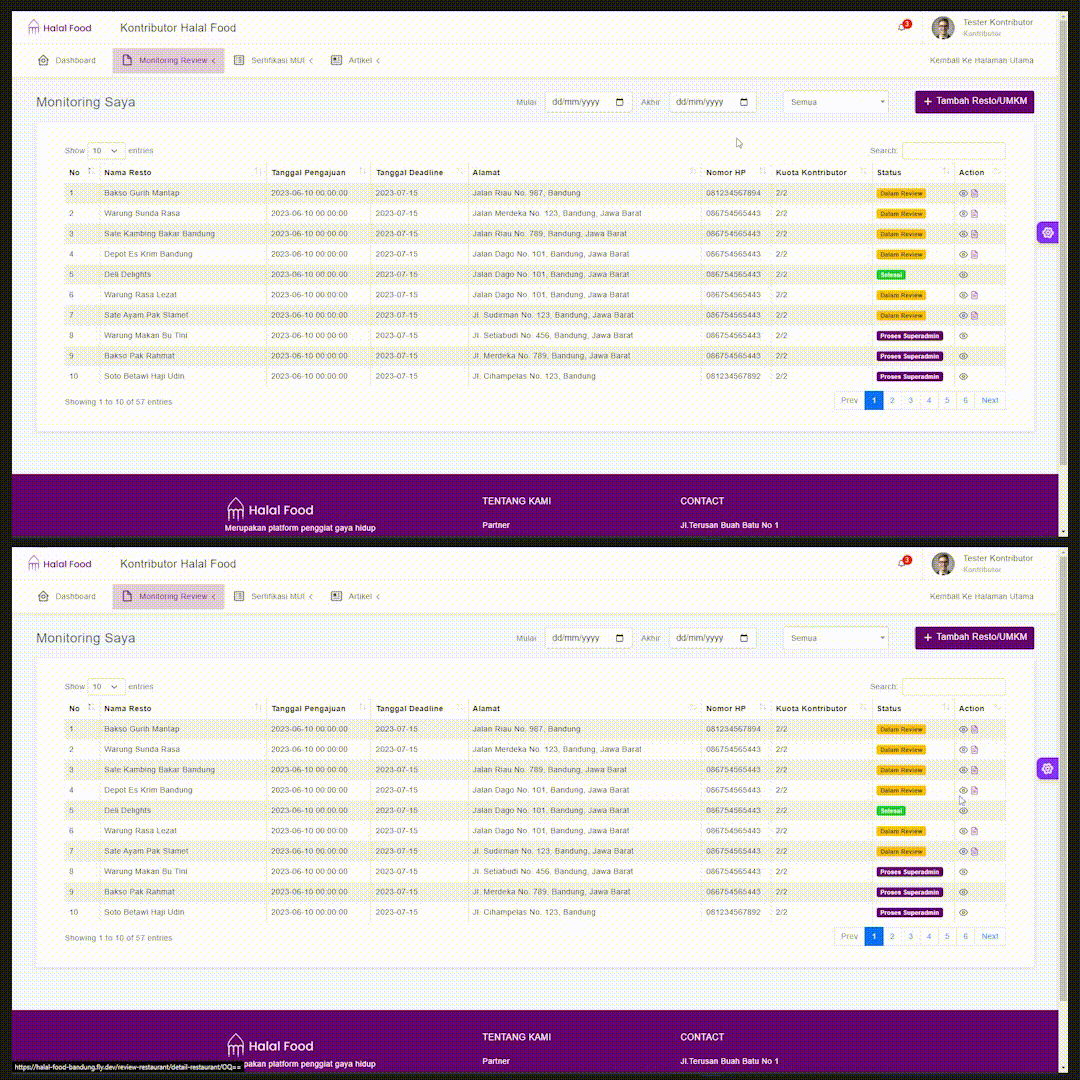 Halal Food Kontributor Halal Food 3 Tester Kontributor
Kontributor
Dashboard Monitoring Review Sertifikasi MUI Artikel Kembali Ke Halaman Utama
Monitoring Saya Mulai dd/mm/yyyy Akhir dd/mm/yyyy Semua + Tambah Resto/UMKM
Show 10 entries Search:
No Nama Resto Tanggal Pengajuan Tanggal Deadline Alamat Nomor HP Kuota Kontributor Status Action
1 Bakso Gurih Mantap 2023-06-10 00:00:00 2023-07-15 Jalan Riau No. 987, Bandung 081234567894 2/2 Dalam Review
2 Warung Sunda Rasa 2023-06-10 00:00:00 2023-07-15 Jalan Merdeka No. 123, Bandung, Jawa Barat 086754565443 2/2 Dalam Review
3 Sate Kambing Bakar Bandung 2023-06-10 00:00:00 2023-07-15 Jalan Riau No. 789, Bandung, Jawa Barat 086754565443 2/2 Dalam Review
4 Depot Es Krim Bandung 2023-06-10 00:00:00 2023-07-15 Jalan Dago No. 101, Bandung, Jawa Barat 086754565443 2/2 Dalam Review
5 Deli Delights 2023-06-10 00:00:00 2023-07-15 Jalan Dago No. 101, Bandung, Jawa Barat 086754565443 2/2 Selesai
6 Warung Rasa Lezat 2023-06-10 00:00:00 2023-07-15 Jalan Dago No. 101, Bandung, Jawa Barat 086754565443 2/2 Dalam Review
7 Sate Ayam Pak Slamet 2023-06-10 00:00:00 2023-07-15 Jl. Sudirman No. 123, Bandung, Jawa Barat 086754565443 2/2 Dalam Review
8 Warung Makan Bu Tini 2023-06-10 00:00:00 2023-07-15 Jl. Setiabudi No. 456, Bandung, Jawa Barat 086754565443 2/2 Proses Superadmin
9 Bakso Pak Rahmat 2023-06-10 00:00:00 2023-07-15 Jl. Merdeka No. 789, Bandung, Jawa Barat 086754565443 2/2 Proses Superadmin
10 Soto Betawi Haji Udin 2023-06-10 00:00:00 2023-07-15 Jl. Cihampelas No. 123, Bandung 081234567892 2/2 Proses Superadmin
Showing 1 to 10 of 57 entries Prev 1 2 3 4 5 6 Next
Halal Food TENTANG KAMI CONTACT
Merupakan platform penggiat gaya hidup Partner Jl.Terusan Buah Batu No 1
Halal Food Kontributor Halal Food 3 Tester Kontributor
Kontributor
Dashboard Monitoring Review Sertifikasi MUI Artikel Kembali Ke Halaman Utama
Monitoring Saya Mulai dd/mm/yyyy Akhir dd/mm/yyyy Semua + Tambah Resto/UMKM
Show 10 entries Search:
No Nama Resto Tanggal Pengajuan Tanggal Deadline Alamat Nomor HP Kuota Kontributor Status Action
1 Bakso Gurih Mantap 2023-06-10 00:00:00 2023-07-15 Jalan Riau No. 987, Bandung 081234567894 2/2 Dalam Review
2 Warung Sunda Rasa 2023-06-10 00:00:00 2023-07-15 Jalan Merdeka No. 123, Bandung, Jawa Barat 086754565443 2/2 Dalam Review
3 Sate Kambing Bakar Bandung 2023-06-10 00:00:00 2023-07-15 Jalan Riau No. 789, Bandung, Jawa Barat 086754565443 2/2 Dalam Review
4 Depot Es Krim Bandung 2023-06-10 00:00:00 2023-07-15 Jalan Dago No. 101, Bandung, Jawa Barat 086754565443 2/2 Dalam Review
5 Deli Delights 2023-06-10 00:00:00 2023-07-15 Jalan Dago No. 101, Bandung, Jawa Barat 086754565443 2/2 Selesai
6 Warung Rasa Lezat 2023-06-10 00:00:00 2023-07-15 Jalan Dago No. 101, Bandung, Jawa Barat 086754565443 2/2 Dalam Review
7 Sate Ayam Pak Slamet 2023-06-10 00:00:00 2023-07-15 Jl. Sudirman No. 123, Bandung, Jawa Barat 086754565443 2/2 Dalam Review
8 Warung Makan Bu Tini 2023-06-10 00:00:00 2023-07-15 Jl. Setiabudi No. 456, Bandung, Jawa Barat 086754565443 2/2 Proses Superadmin
9 Bakso Pak Rahmat 2023-06-10 00:00:00 2023-07-15 Jl. Merdeka No. 789, Bandung, Jawa Barat 086754565443 2/2 Proses Superadmin
10 Soto Betawi Haji Udin 2023-06-10 00:00:00 2023-07-15 Jl. Cihampelas No. 123, Bandung 081234567892 2/2 Proses Superadmin
Showing 1 to 10 of 57 entries Prev 1 2 3 4 5 6 Next
Halal Food TENTANG KAMI CONTACT
pakan platform penggiat gaya hidup Partner Jl.Terusan Buah Batu No 1
https://halal-food-bandung.fly.dev/review-restaurant/detail-restaurant/OQ==